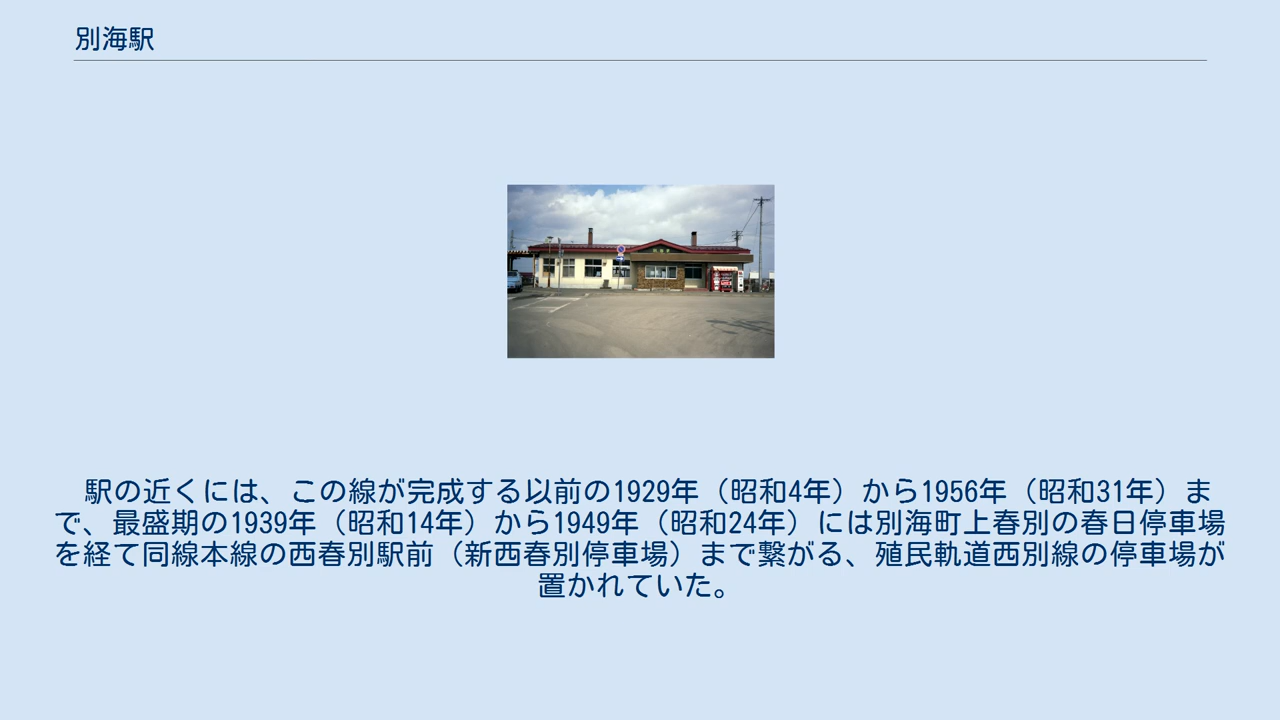 別海駅
駅の近くには、この線が完成する以前の1929年（昭和4年）から1956年（昭和31年）ま
で、最盛期の1939年（昭和14年）から1949年（昭和24年）には別海町上春別の春日停車場
を経て同線本線の西春別駅前（新西春別停車場）まで繋がる、殖民軌道西別線の停車場が
置かれていた。